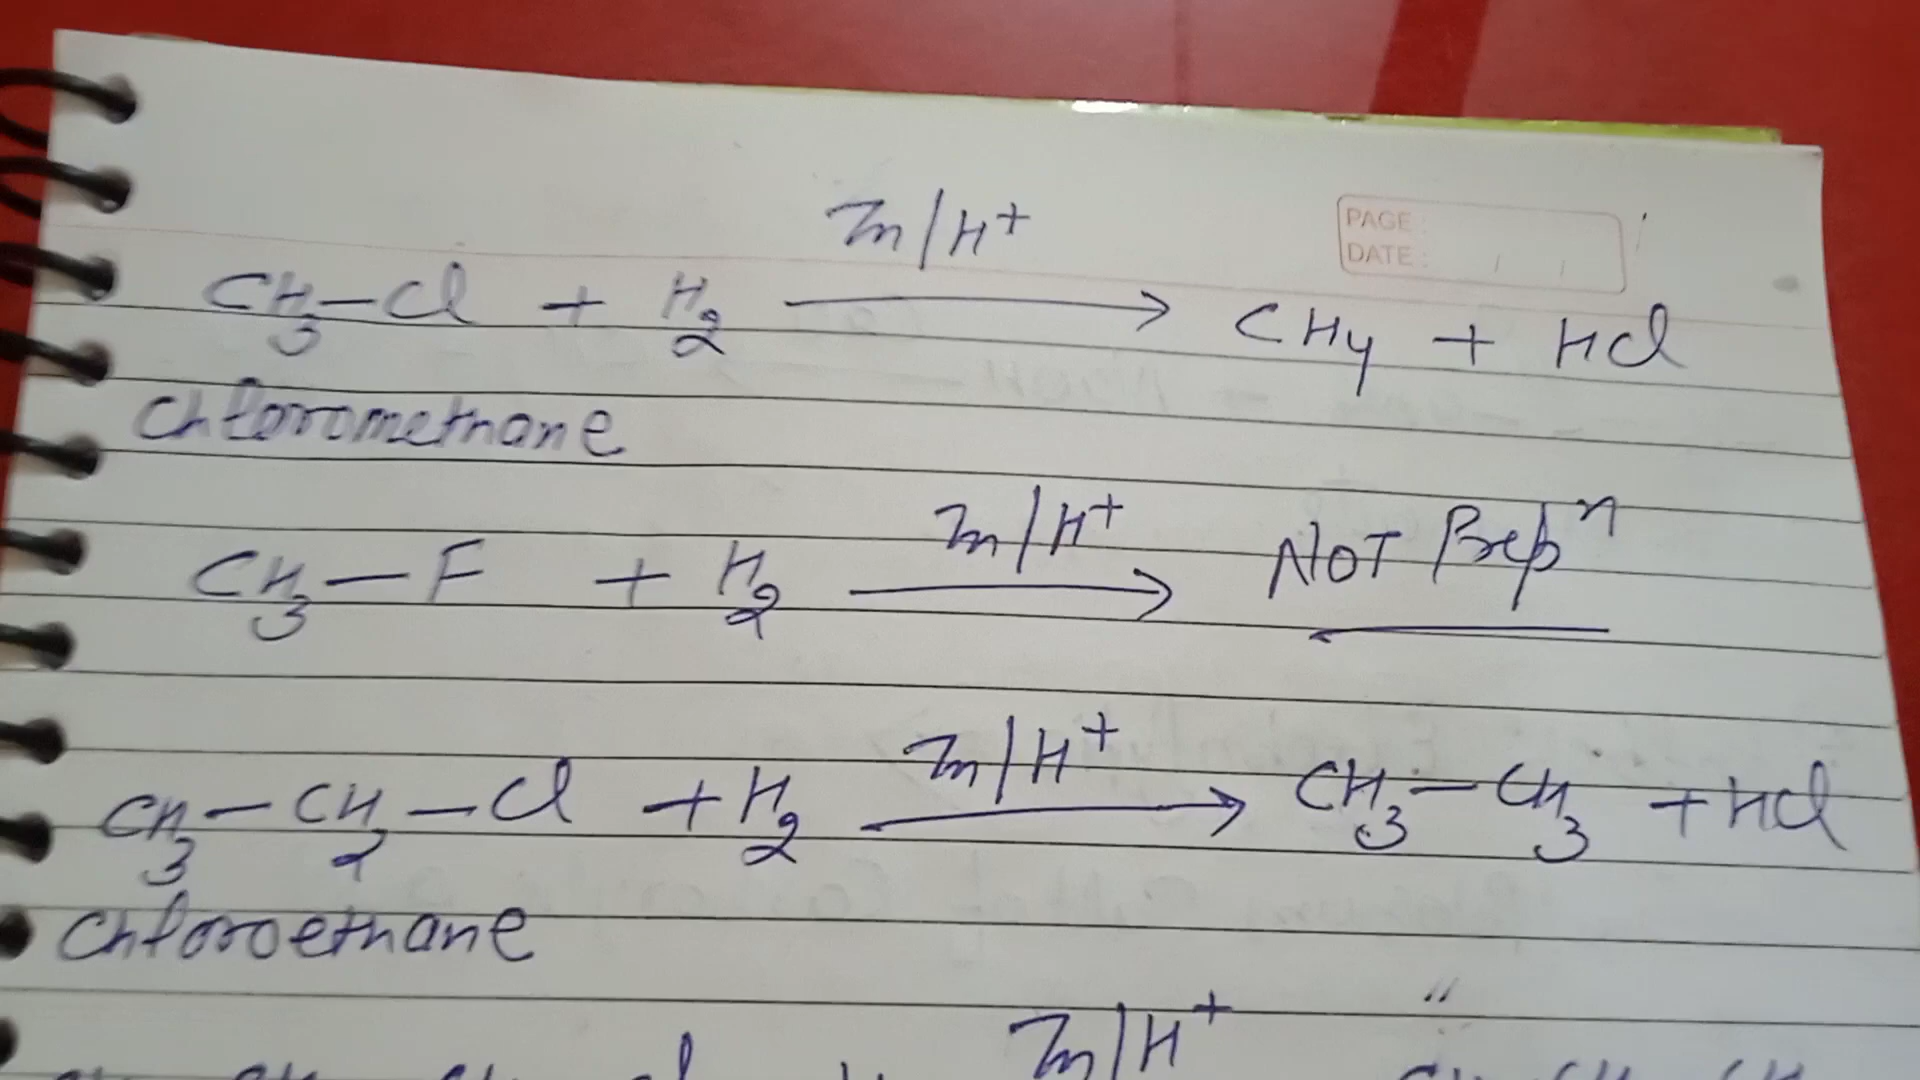 PAGE :
DATE : / /
Zn/H+
CH3-Cl + H2 ⟶ CH4 + HCl
Chloromethane
Zn/H+
CH3-F + H2 ⟶ NOT Prepn
Zn/H+
CH3-CH2-Cl + H2 ⟶ CH3-CH3 + HCl
Chloroethane
Zn/H+